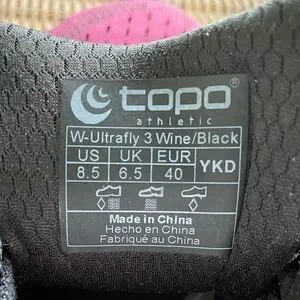 topo®
athletic
W-Ultrafly 3 Wine/Black
US UK EUR YKD
8.5 6.5 40
Made in China
Hecho en China
Fabriqué au China